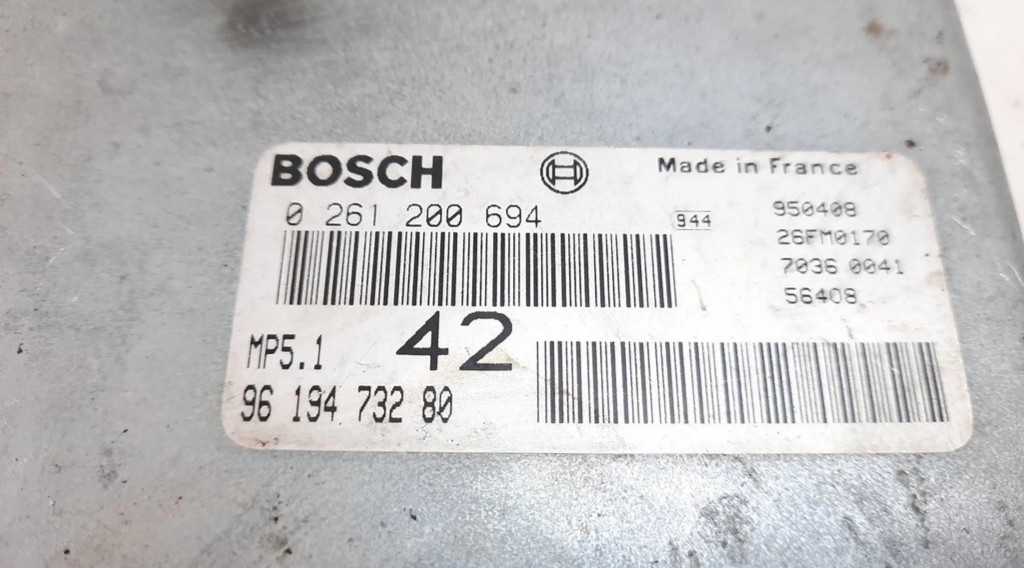 BOSCH Made in France
0 261 200 694 944 950408
26FM0170
7036 0041
56408
MP5.1 42
96 194 732 80